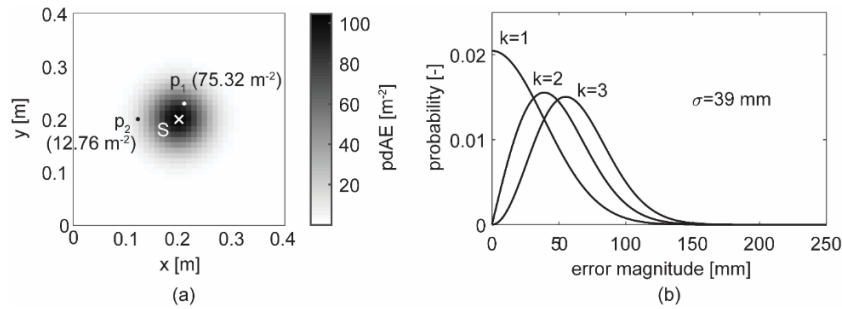 0.4
0.3
0.2
0.1
0
y [m]
p1 (75.32 m-2)
p2
(12.76 m-2)
S
0 0.1 0.2 0.3 0.4
x [m]
(a)
100
80
60
40
20
pdAE [m-2]
0.02
0.01
0
probability [-]
k=1
k=2
k=3
σ=39 mm
0 50 100 150 200 250
error magnitude [mm]
(b)